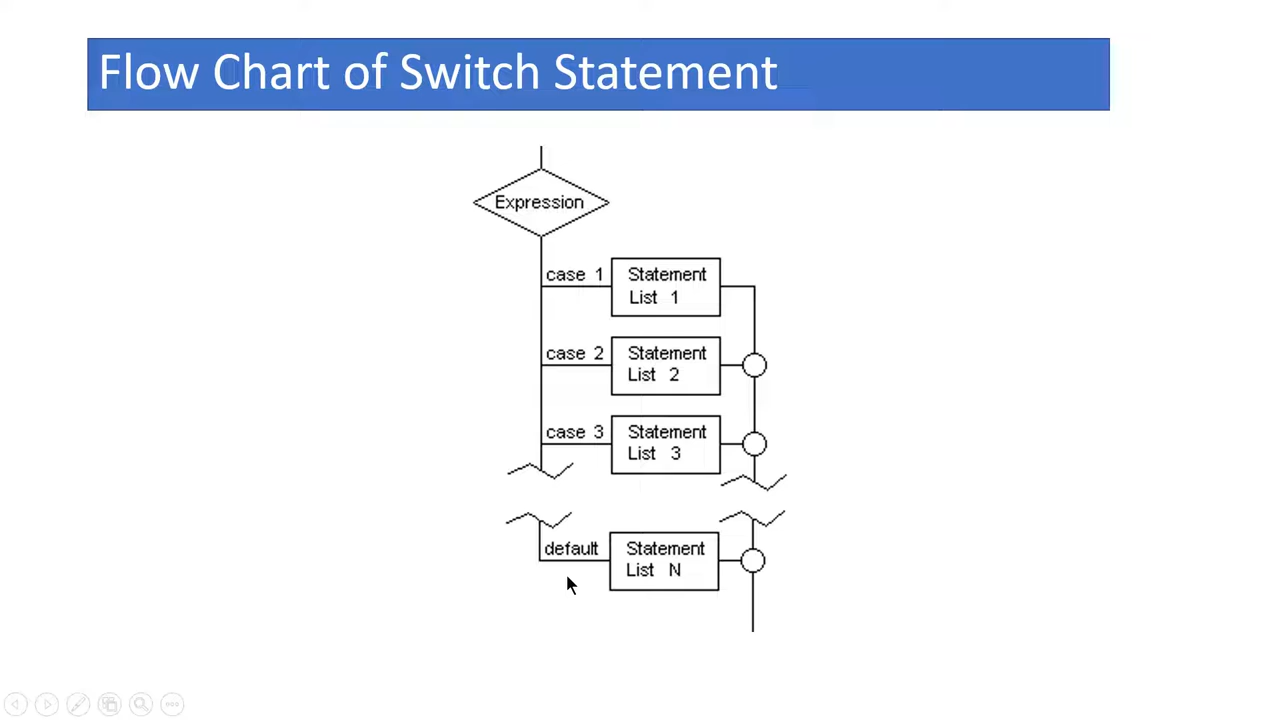 Flow Chart of Switch Statement
Expression
case 1
Statement
List 1
case 2
Statement
List 2
case 3
Statement
List 3
default
Statement
List N